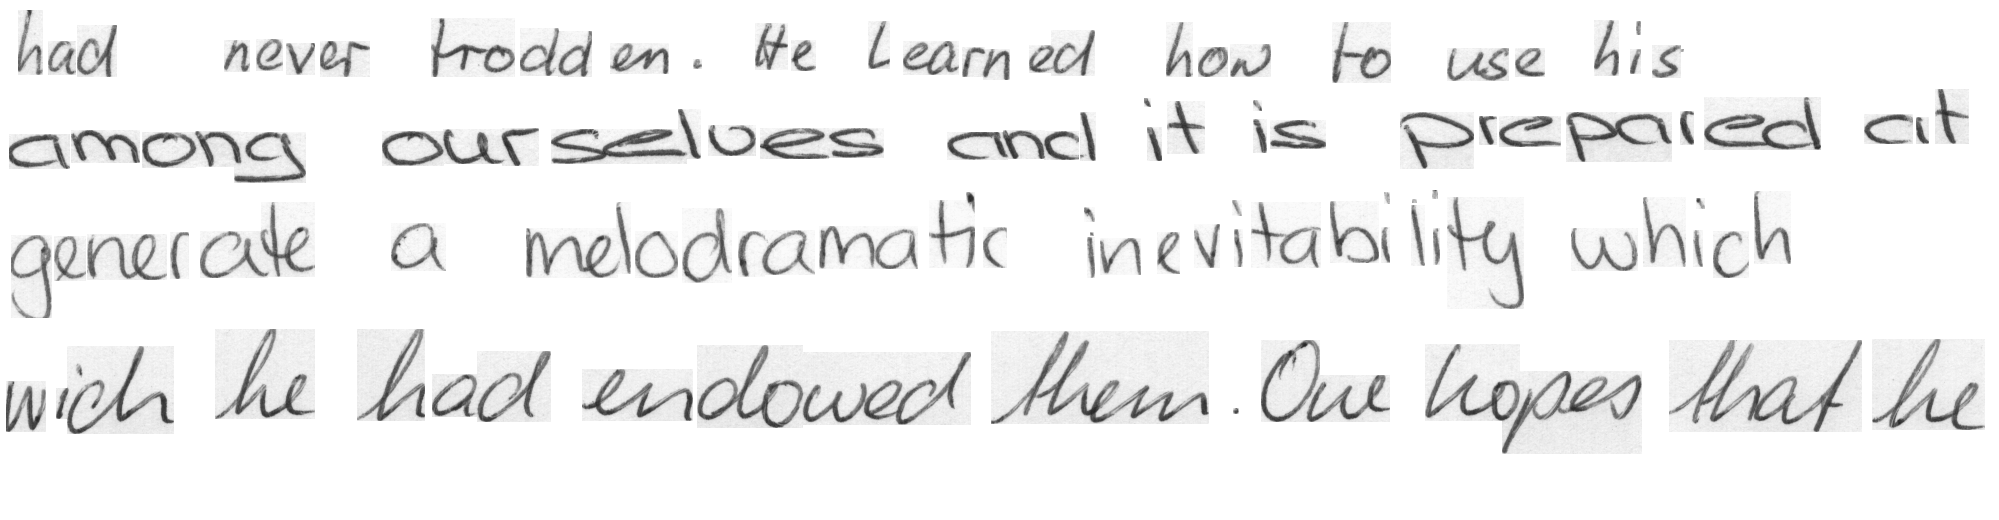 had never trodden. He learned how to use his
among ourselves and it is prepared at
generate a melodramatic inevitability which
wich he had endowed them. One hopes that he